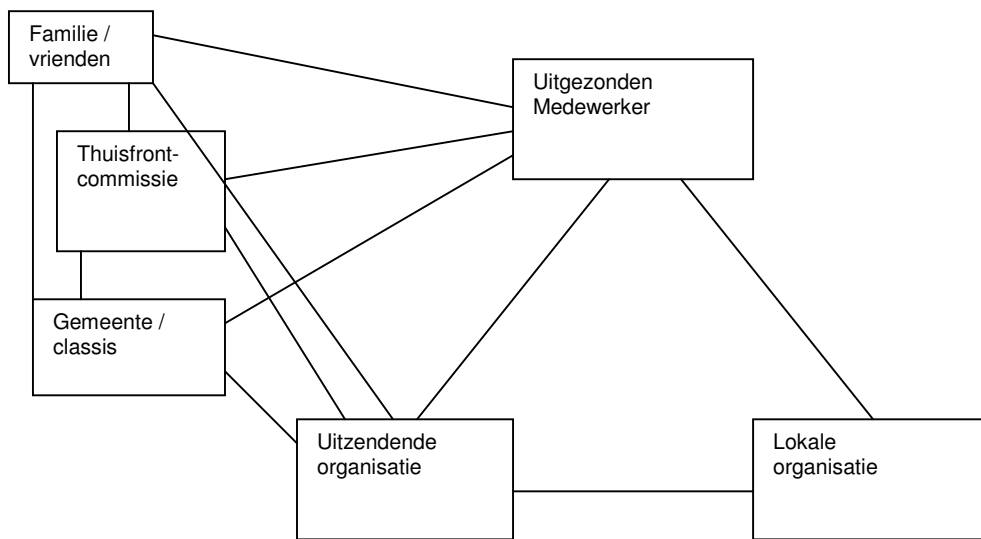 Familie /
vrienden
Uitgezonden
Medewerker
Thuisfront-
commissie
Gemeente /
classis
Uitzendende
organisatie
Lokale
organisatie